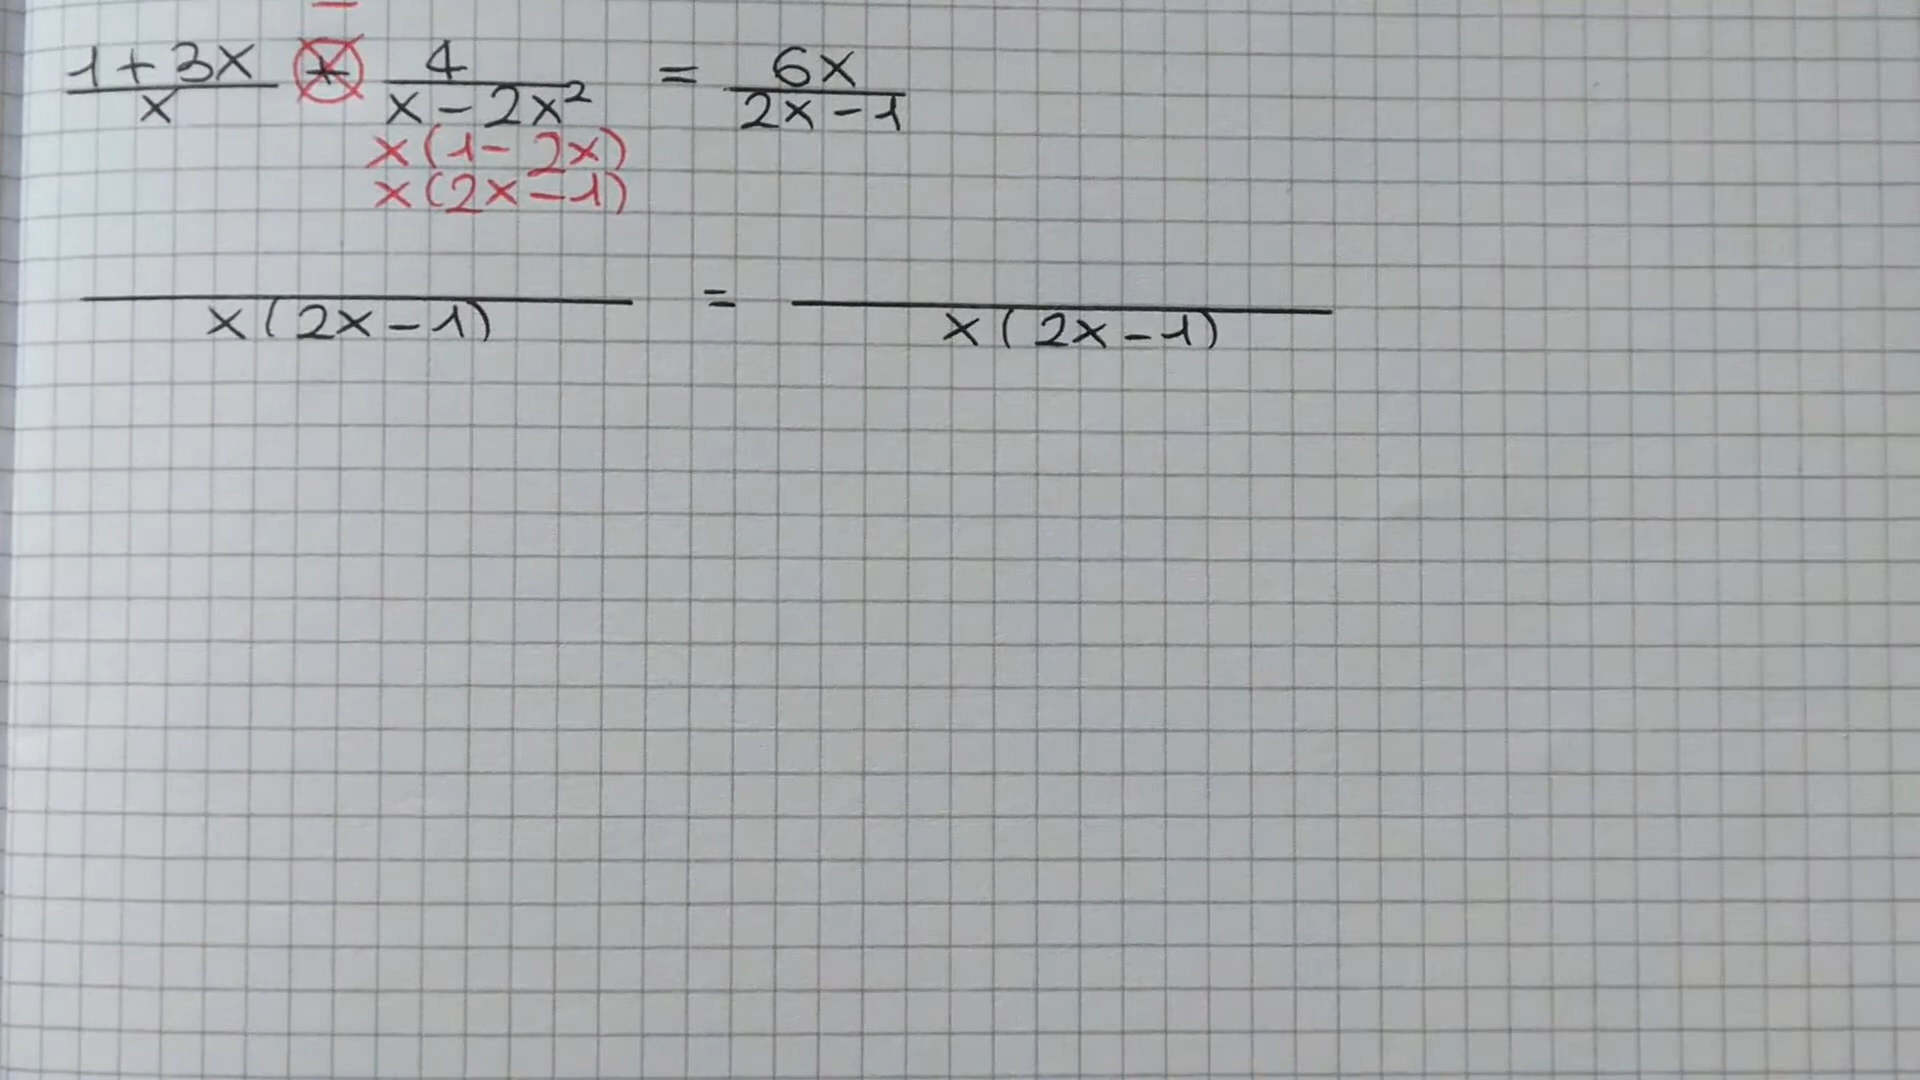 −
1 + 3x + 4 = 6x
x x − 2x² 2x − 1
x (1 − 2x)
x (2x − 1)
=
x (2x − 1) x (2x − 1)